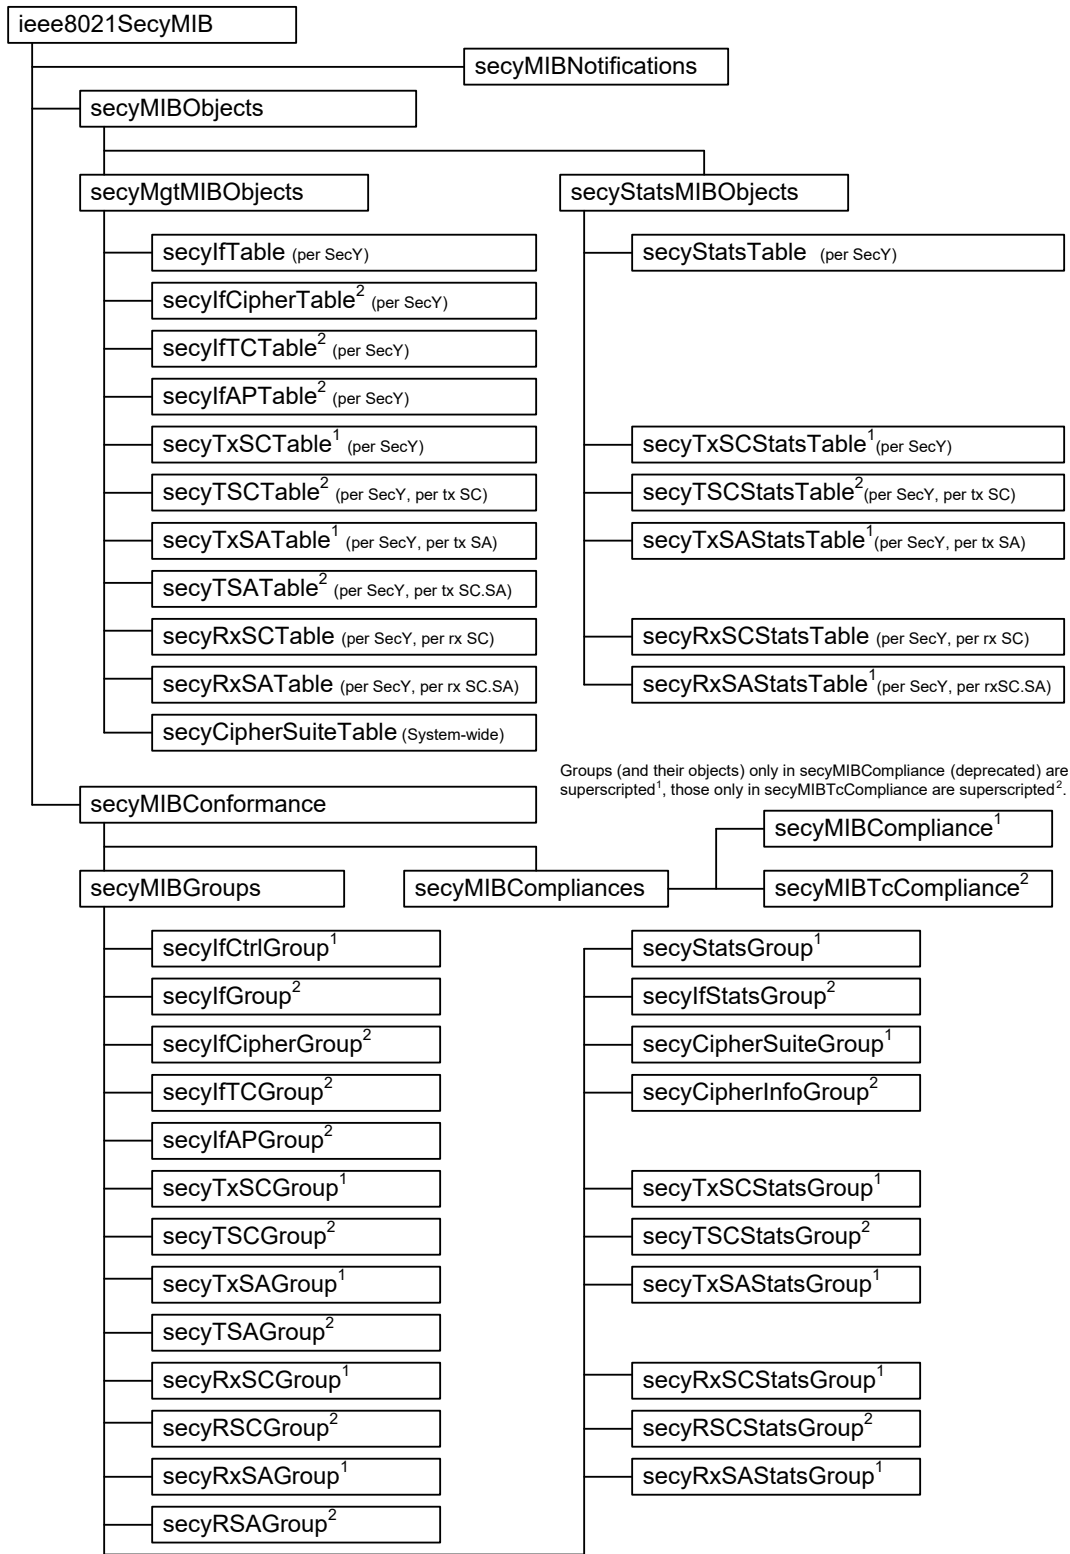 ieee8021SecyMIB
secyMIBNotifications
secyMIBObjects
secyMgtMIBObjects
secyStatsMIBObjects
secyIfTable (per SecY)
secyStatsTable (per SecY)
secyIfCipherTable² (per SecY)
secyIfTCTable² (per SecY)
secyIfAPTable² (per SecY)
secyTxSCTable¹ (per SecY)
secyTxSCStatsTable¹(per SecY)
secyTSCTable² (per SecY, per tx SC)
secyTSCStatsTable²(per SecY, per tx SC)
secyTxSATable¹ (per SecY, per tx SA)
secyTxSAStatsTable¹(per SecY, per tx SA)
secyTSATable² (per SecY, per tx SC.SA)
secyRxSCTable (per SecY, per rx SC)
secyRxSCStatsTable (per SecY, per rx SC)
secyRxSATable (per SecY, per rx SC.SA)
secyRxSAStatsTable¹(per SecY, per rxSC.SA)
secyCipherSuiteTable (System-wide)
Groups (and their objects) only in secyMIBCompliance (deprecated) are
superscripted¹, those only in secyMIBTcCompliance are superscripted².
secyMIBConformance
secyMIBCompliance¹
secyMIBGroups
secyMIBCompliances
secyMIBTcCompliance²
secyIfCtrlGroup¹
secyStatsGroup¹
secyIfGroup²
secyIfStatsGroup²
secyIfCipherGroup²
secyCipherSuiteGroup¹
secyIfTCGroup²
secyCipherInfoGroup²
secyIfAPGroup²
secyTxSCGroup¹
secyTxSCStatsGroup¹
secyTSCGroup²
secyTSCStatsGroup²
secyTxSAGroup¹
secyTxSAStatsGroup¹
secyTSAGroup²
secyRxSCGroup¹
secyRxSCStatsGroup¹
secyRSCGroup²
secyRSCStatsGroup²
secyRxSAGroup¹
secyRxSAStatsGroup¹
secyRSAGroup²